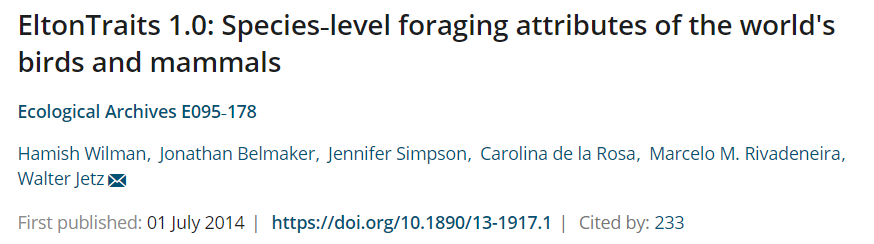 EltonTraits 1.0: Species-level foraging attributes of the world's
birds and mammals
Ecological Archives E095-178
Hamish Wilman, Jonathan Belmaker, Jennifer Simpson, Carolina de la Rosa, Marcelo M. Rivadeneira,
Walter Jetz
First published: 01 July 2014 | https://doi.org/10.1890/13-1917.1 | Cited by: 233